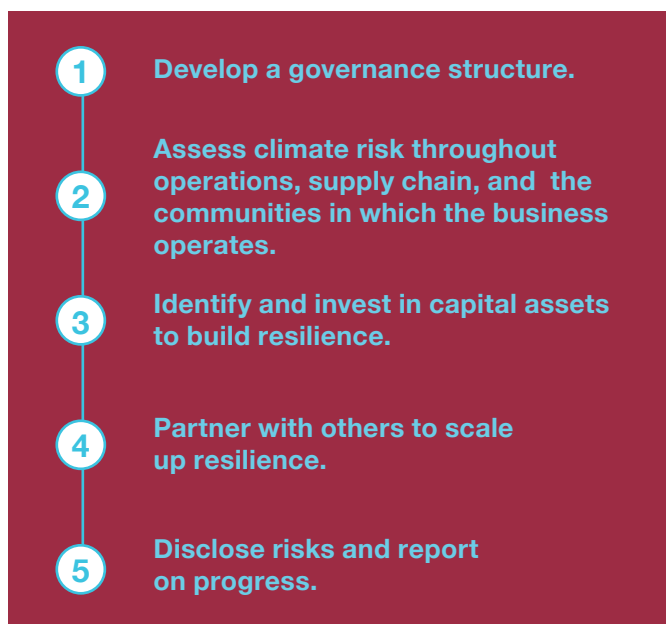 1 Develop a governance structure.
Assess climate risk throughout
2 operations, supply chain, and the
communities in which the business
operates.
3 Identify and invest in capital assets
to build resilience.
4 Partner with others to scale
up resilience.
5 Disclose risks and report
on progress.